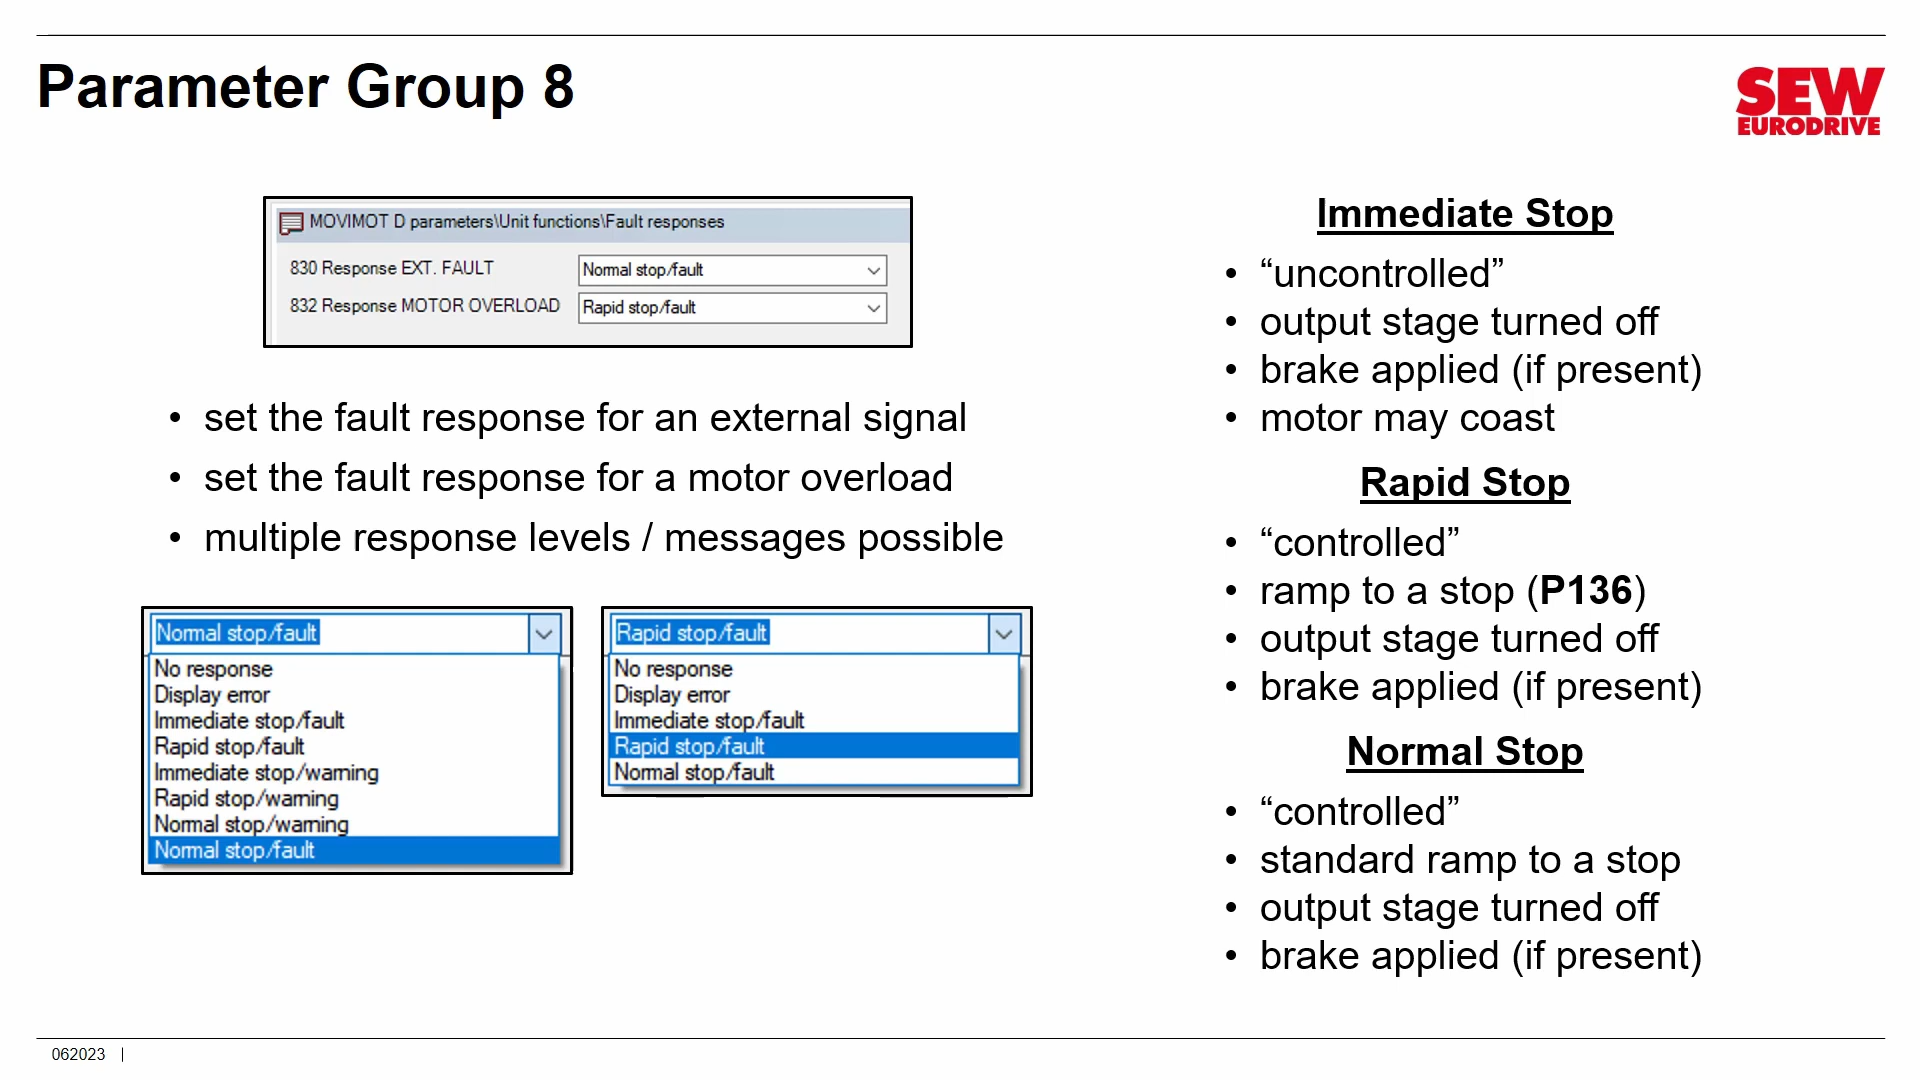 Parameter Group 8
SEW
EURODRIVE
MOVIMOT D parameters\Unit functions\Fault responses
830 Response EXT. FAULT
Normal stop/fault
832 Response MOTOR OVERLOAD
Rapid stop/fault
• set the fault response for an external signal
• set the fault response for a motor overload
• multiple response levels / messages possible
Normal stop/fault
No response
Display error
Immediate stop/fault
Rapid stop/fault
Immediate stop/warning
Rapid stop/warning
Normal stop/warning
Normal stop/fault
Rapid stop/fault
No response
Display error
Immediate stop/fault
Rapid stop/fault
Normal stop/fault
Immediate Stop
• “uncontrolled”
• output stage turned off
• brake applied (if present)
• motor may coast
Rapid Stop
• “controlled”
• ramp to a stop (P136)
• output stage turned off
• brake applied (if present)
Normal Stop
• “controlled”
• standard ramp to a stop
• output stage turned off
• brake applied (if present)
062023 |